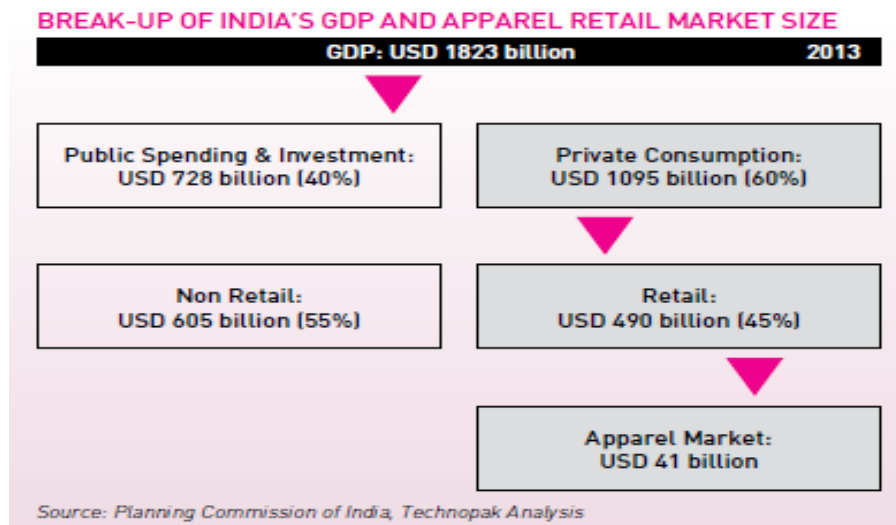 BREAK-UP OF INDIA'S GDP AND APPAREL RETAIL MARKET SIZE
GDP: USD 1823 billion 2013
Public Spending & Investment:
USD 728 billion (40%)
Private Consumption:
USD 1095 billion (60%)
Non Retail:
USD 605 billion (55%)
Retail:
USD 490 billion (45%)
Apparel Market:
USD 41 billion
Source: Planning Commission of India, Technopak Analysis